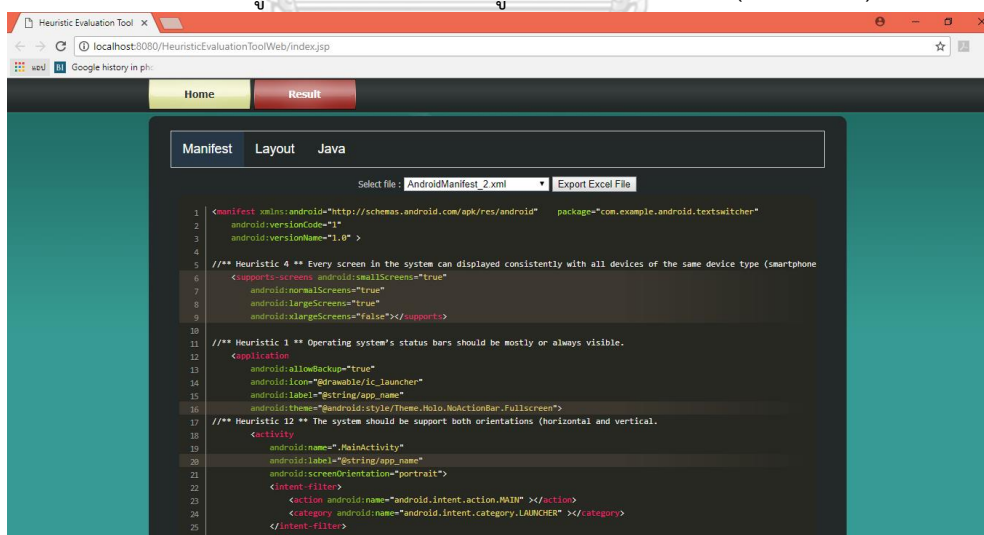 Heuristic Evaluation Tool
localhost:8080/HeuristicEvaluationToolWeb/index.jsp
แอป BI Google history in pho
Home Result
Manifest Layout Java
Select file : AndroidManifest_2.xml Export Excel File
1 <manifest xmlns:android="http://schemas.android.com/apk/res/android" package="com.example.android.textswitcher"
2 android:versionCode="1"
3 android:versionName="1.0" >
4
5 //** Heuristic 4 ** Every screen in the system can displayed consistently with all devices of the same device type (smartphone
6 <supports-screens android:smallScreens="true"
7 android:normalScreens="true"
8 android:largeScreens="true"
9 android:xlargeScreens="false"></supports>
10
11 //** Heuristic 1 ** Operating system's status bars should be mostly or always visible.
12 <application
13 android:allowBackup="true"
14 android:icon="@drawable/ic_launcher"
15 android:label="@string/app_name"
16 android:theme="@android:style/Theme.Holo.NoActionBar.Fullscreen">
17 //** Heuristic 12 ** The system should be support both orientations (horizontal and vertical.
18 <activity
19 android:name=".MainActivity"
20 android:label="@string/app_name"
21 android:screenOrientation="portrait">
22 <intent-filter>
23 <action android:name="android.intent.action.MAIN" ></action>
24 <category android:name="android.intent.category.LAUNCHER" ></category>
25 </intent-filter>